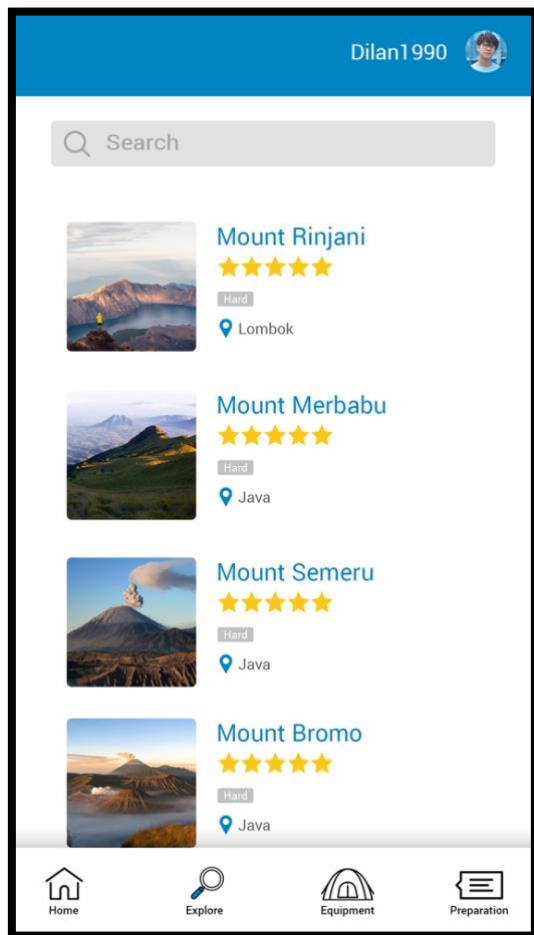 Dilan1990
Search
Mount Rinjani
Hard
Lombok
Mount Merbabu
Hard
Java
Mount Semeru
Hard
Java
Mount Bromo
Hard
Java
Home
Explore
Equipment
Preparation